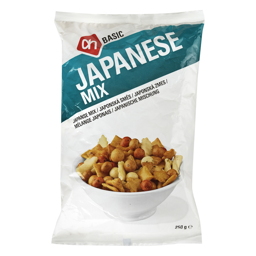 ah BASIC
JAPANESE
MIX
JAPANSE MIX / JAPONSKÁ SMĚS / JAPONSKÁ ZMES /
MÉLANGE JAPONAIS / JAPANISCHE MISCHUNG
250 g e